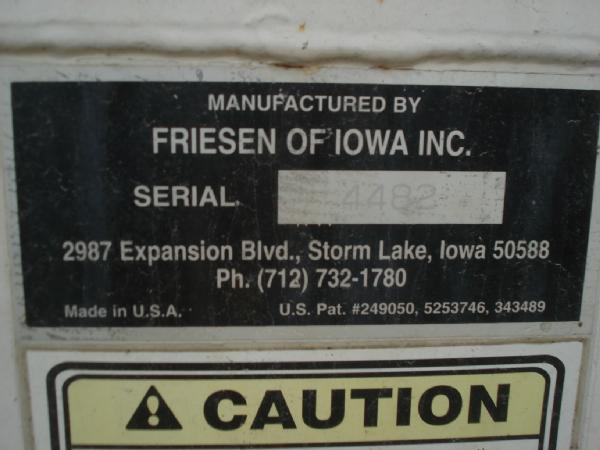 MANUFACTURED BY
FRIESEN OF IOWA INC.
SERIAL 4482
2987 Expansion Blvd., Storm Lake, Iowa 50588
Ph. (712) 732-1780
Made in U.S.A. U.S. Pat. #249050, 5253746, 343489
CAUTION